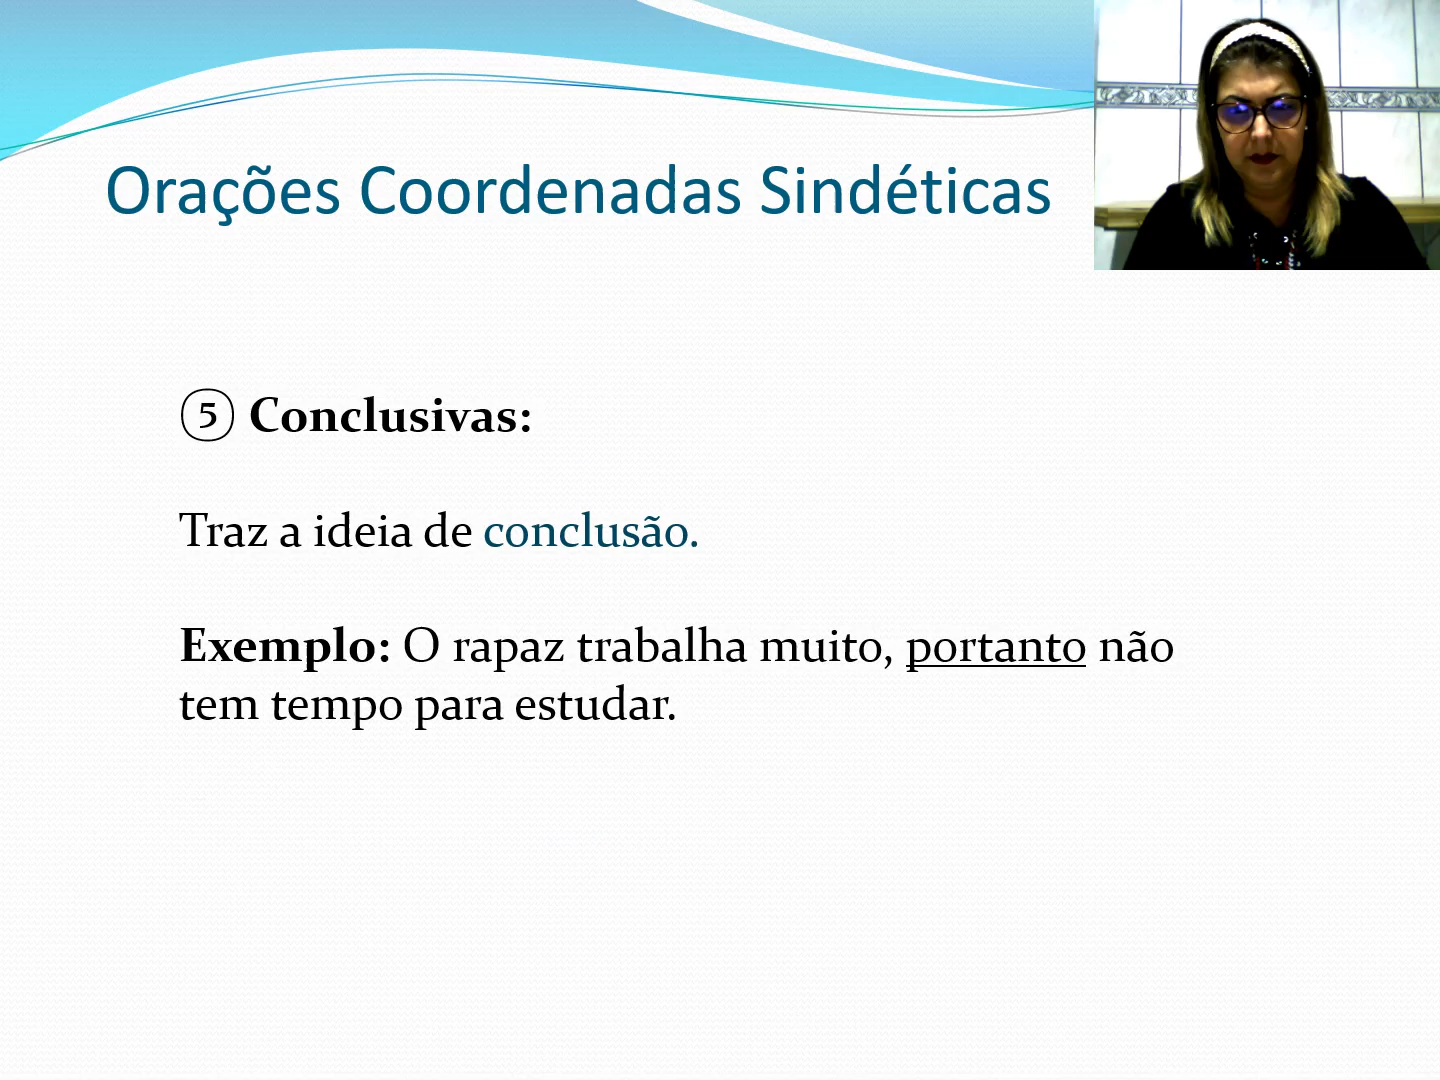 Orações Coordenadas Sindéticas
⑤ Conclusivas:
Traz a ideia de conclusão.
Exemplo: O rapaz trabalha muito, portanto não
tem tempo para estudar.